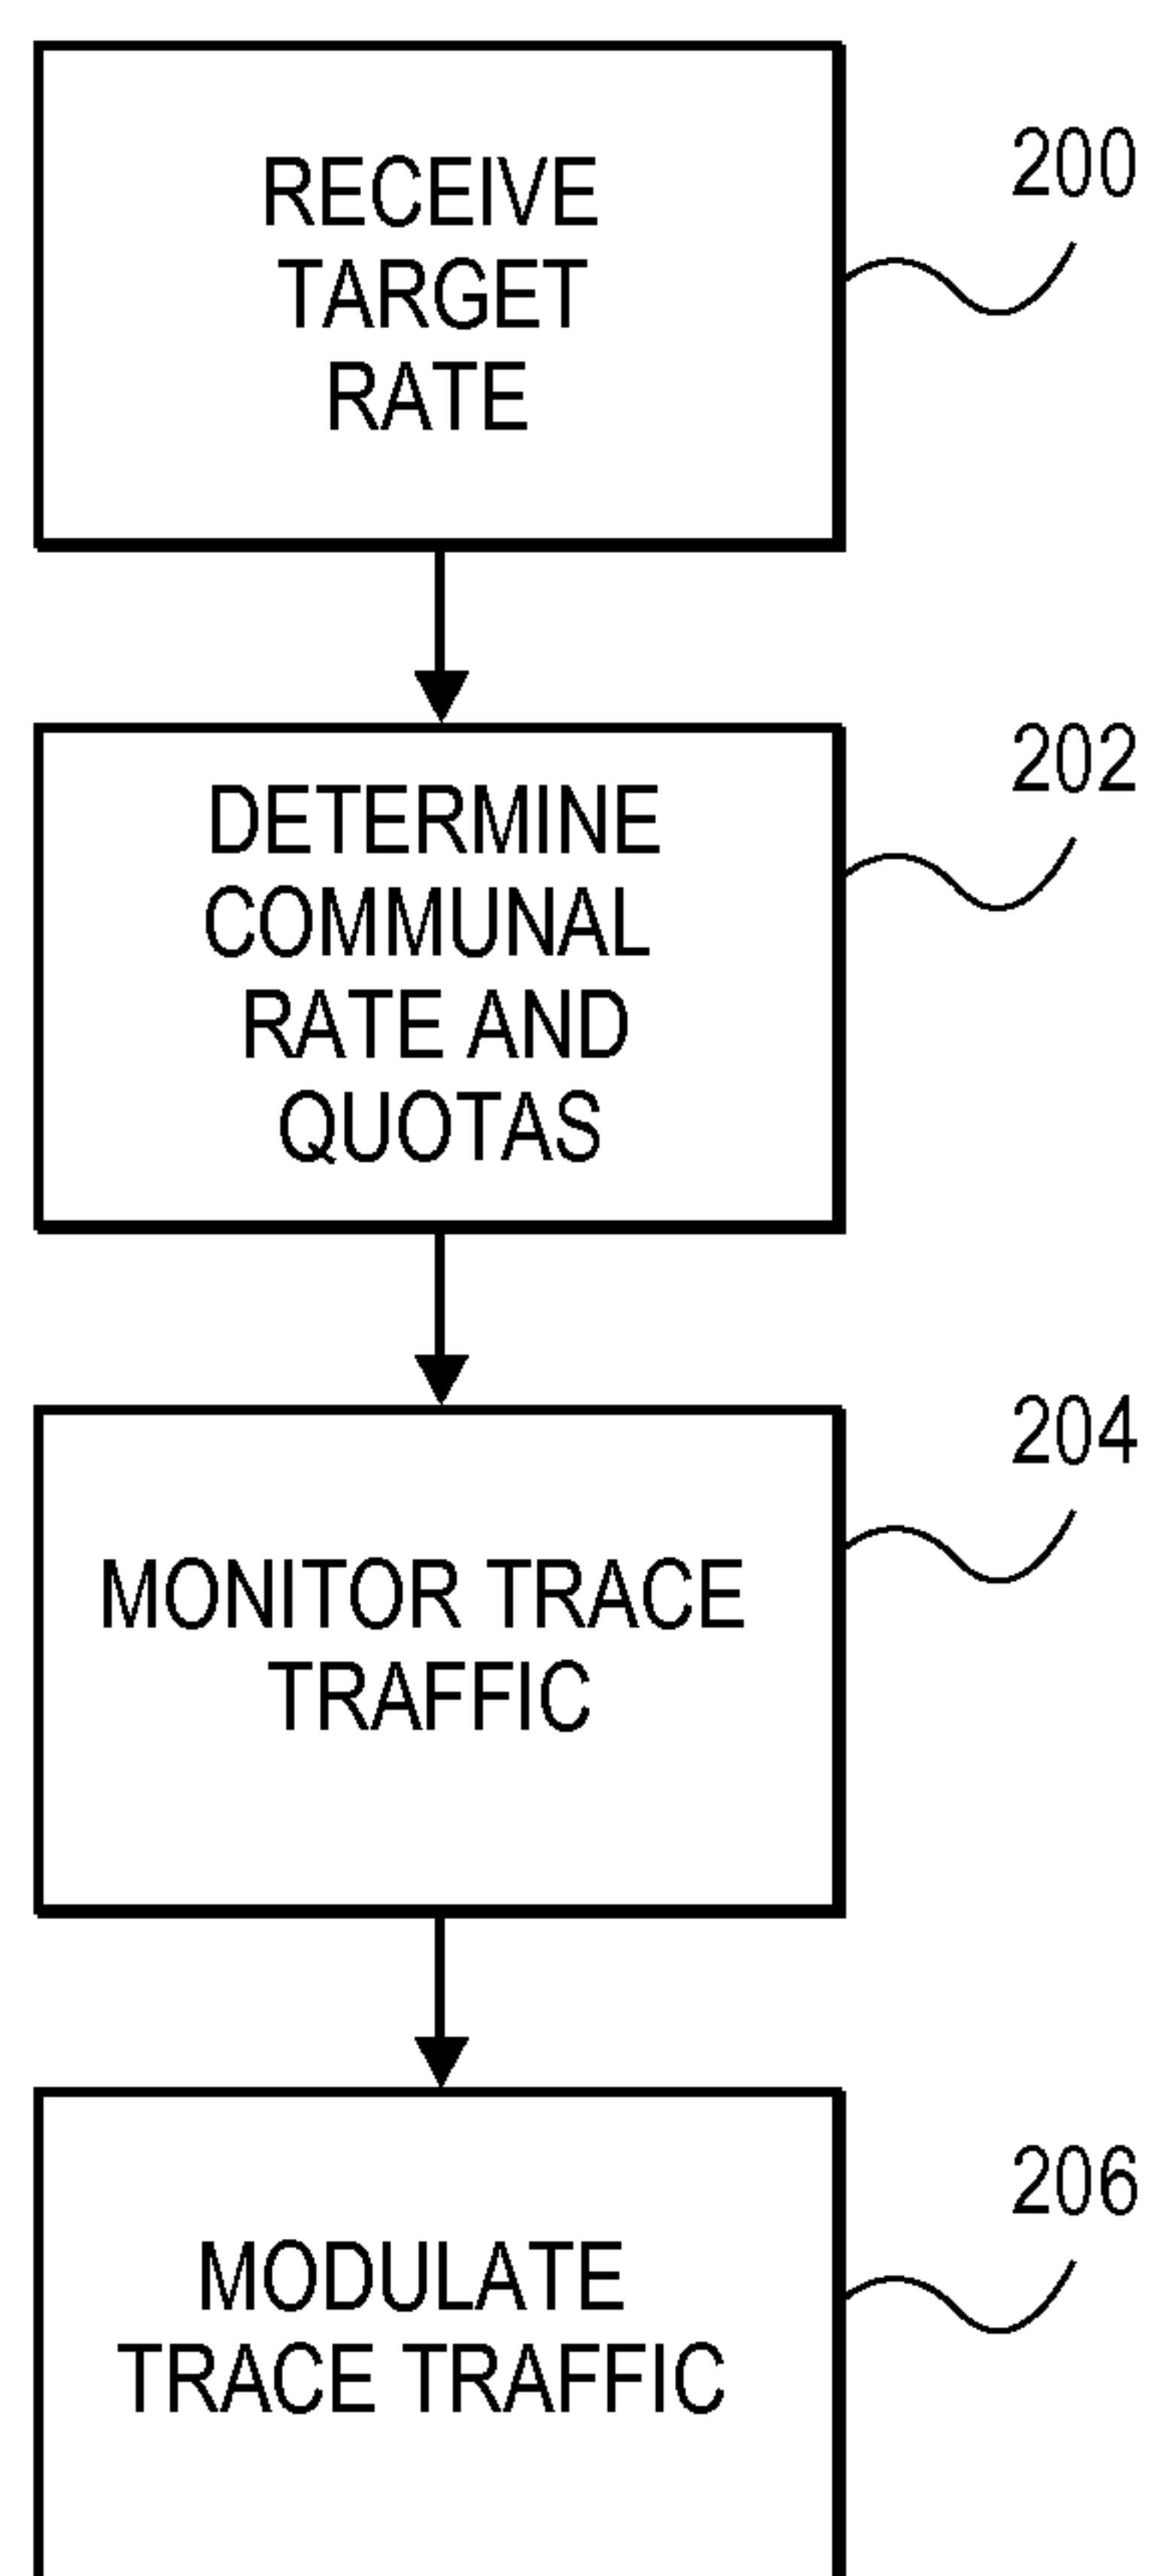 RECEIVE
TARGET
RATE
200
DETERMINE
COMMUNAL
RATE AND
QUOTAS
202
MONITOR TRACE
TRAFFIC
204
MODULATE
TRACE TRAFFIC
206